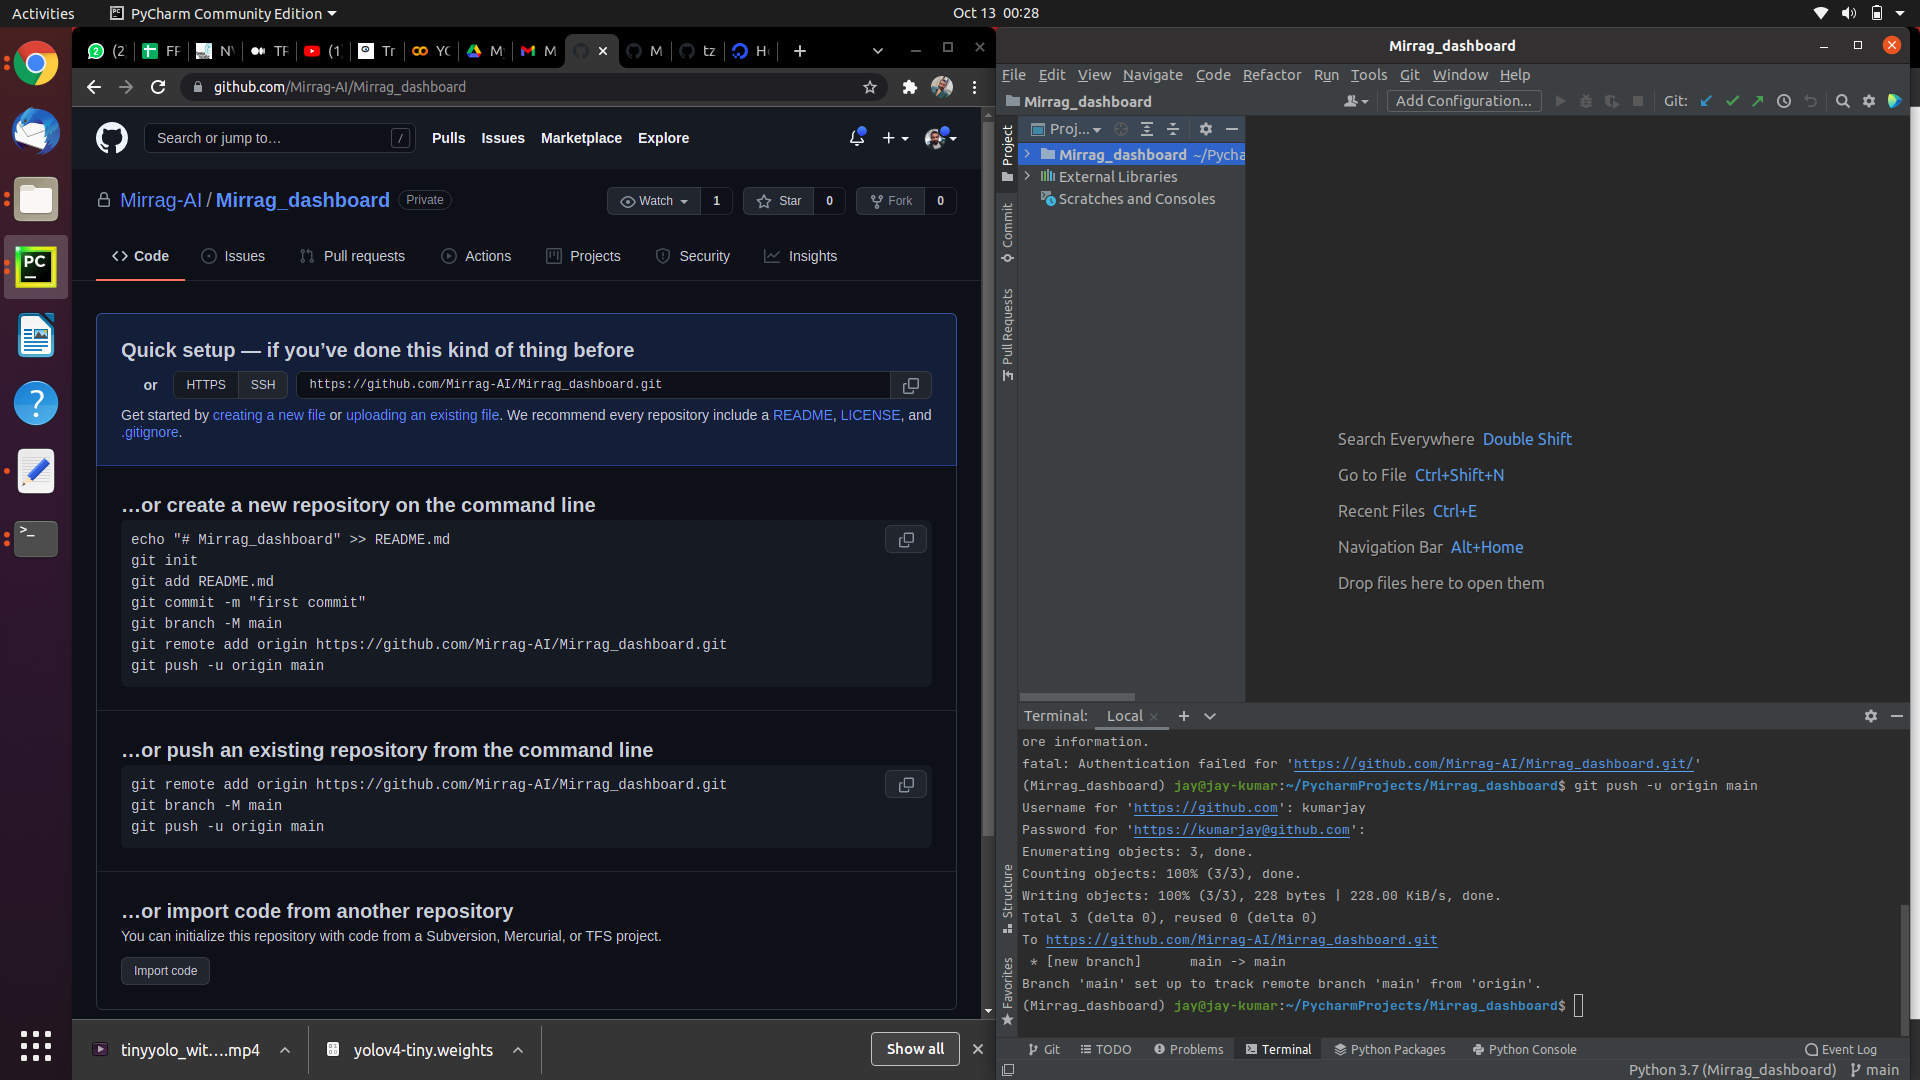 Activities
PyCharm Community Edition
Oct 13 00:28
(2
FF
NV
TR
(1
Tr
YC
M
M
M
tz
H
github.com/Mirrag-AI/Mirrag_dashboard
Search or jump to…
/
Pulls
Issues
Marketplace
Explore
Mirrag-AI / Mirrag_dashboard
Private
Watch
1
Star
0
Fork
0
Code
Issues
Pull requests
Actions
Projects
Security
Insights
Quick setup — if you’ve done this kind of thing before
or
HTTPS
SSH
https://github.com/Mirrag-AI/Mirrag_dashboard.git
Get started by creating a new file or uploading an existing file. We recommend every repository include a README, LICENSE, and
.gitignore.
…or create a new repository on the command line
echo "# Mirrag_dashboard" >> README.md
git init
git add README.md
git commit -m "first commit"
git branch -M main
git remote add origin https://github.com/Mirrag-AI/Mirrag_dashboard.git
git push -u origin main
…or push an existing repository from the command line
git remote add origin https://github.com/Mirrag-AI/Mirrag_dashboard.git
git branch -M main
git push -u origin main
…or import code from another repository
You can initialize this repository with code from a Subversion, Mercurial, or TFS project.
Import code
tinyyolo_wit....mp4
yolov4-tiny.weights
Show all
Mirrag_dashboard
File Edit View Navigate Code Refactor Run Tools Git Window Help
Mirrag_dashboard
Add Configuration...
Git:
Project
Commit
Pull Requests
Structure
Favorites
Proj...
Mirrag_dashboard ~/Pycha
External Libraries
Scratches and Consoles
Search Everywhere Double Shift
Go to File Ctrl+Shift+N
Recent Files Ctrl+E
Navigation Bar Alt+Home
Drop files here to open them
Terminal:
Local
ore information.
fatal: Authentication failed for 'https://github.com/Mirrag-AI/Mirrag_dashboard.git/'
(Mirrag_dashboard) jay@jay-kumar:~/PycharmProjects/Mirrag_dashboard$ git push -u origin main
Username for 'https://github.com': kumarjay
Password for 'https://kumarjay@github.com':
Enumerating objects: 3, done.
Counting objects: 100% (3/3), done.
Writing objects: 100% (3/3), 228 bytes | 228.00 KiB/s, done.
Total 3 (delta 0), reused 0 (delta 0)
To https://github.com/Mirrag-AI/Mirrag_dashboard.git
* [new branch] main -> main
Branch 'main' set up to track remote branch 'main' from 'origin'.
(Mirrag_dashboard) jay@jay-kumar:~/PycharmProjects/Mirrag_dashboard$
Git
TODO
Problems
Terminal
Python Packages
Python Console
Event Log
Python 3.7 (Mirrag_dashboard)
main